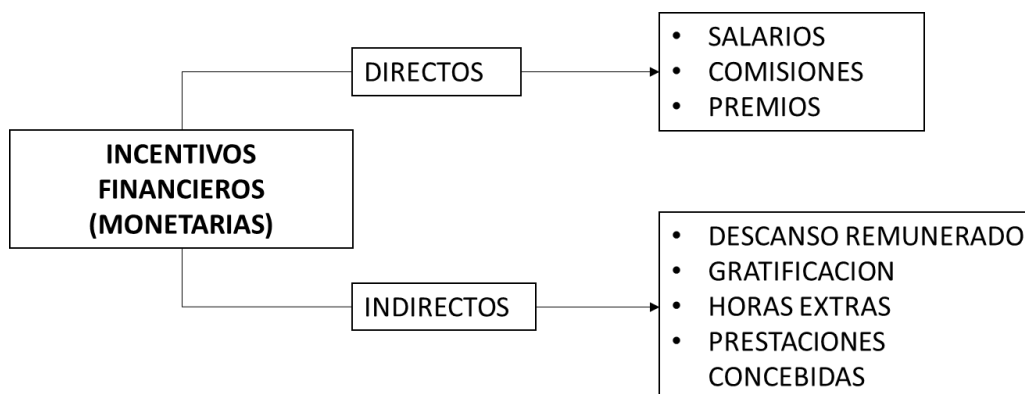 INCENTIVOS
FINANCIEROS
(MONETARIAS)
DIRECTOS
• SALARIOS
• COMISIONES
• PREMIOS
INDIRECTOS
• DESCANSO REMUNERADO
• GRATIFICACION
• HORAS EXTRAS
• PRESTACIONES
CONCEBIDAS